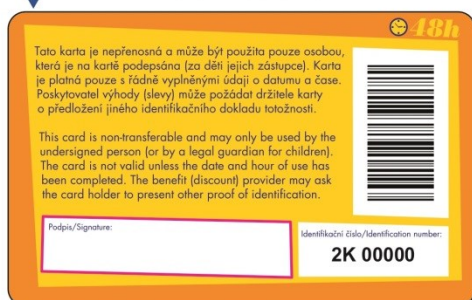 48h
Tato karta je nepřenosná a může být použita pouze osobou,
která je na kartě podepsána (za děti jejich zástupce). Karta
je platná pouze s řádně vyplněnými údaji o datumu a čase.
Poskytovatel výhody (slevy) může požádat držitele karty
o předložení jiného identifikačního dokladu totožnosti.
This card is non-transferable and may only be used by the
undersigned person (or by a legal guardian for children).
The card is not valid unless the date and hour of use has
been completed. The benefit (discount) provider may ask
the card holder to present other proof of identification.
Podpis/Signature:
Identifikační číslo/Identification number:
2K 00000